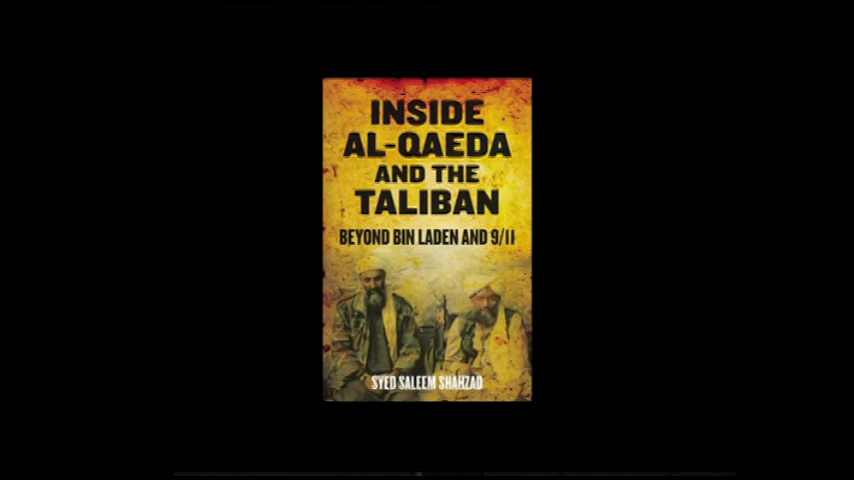 INSIDE
AL-QAEDA
AND THE
TALIBAN
BEYOND BIN LADEN AND 9/11
SYED SALEEM SHAHZAD